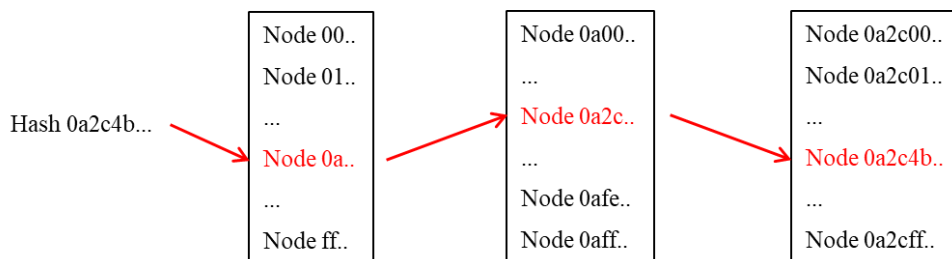 Hash 0a2c4b...
Node 00..
Node 01..
...
Node 0a..
...
Node ff..
Node 0a00..
...
Node 0a2c..
...
Node 0afe..
Node 0aff..
Node 0a2c00..
Node 0a2c01..
...
Node 0a2c4b..
...
Node 0a2cff..